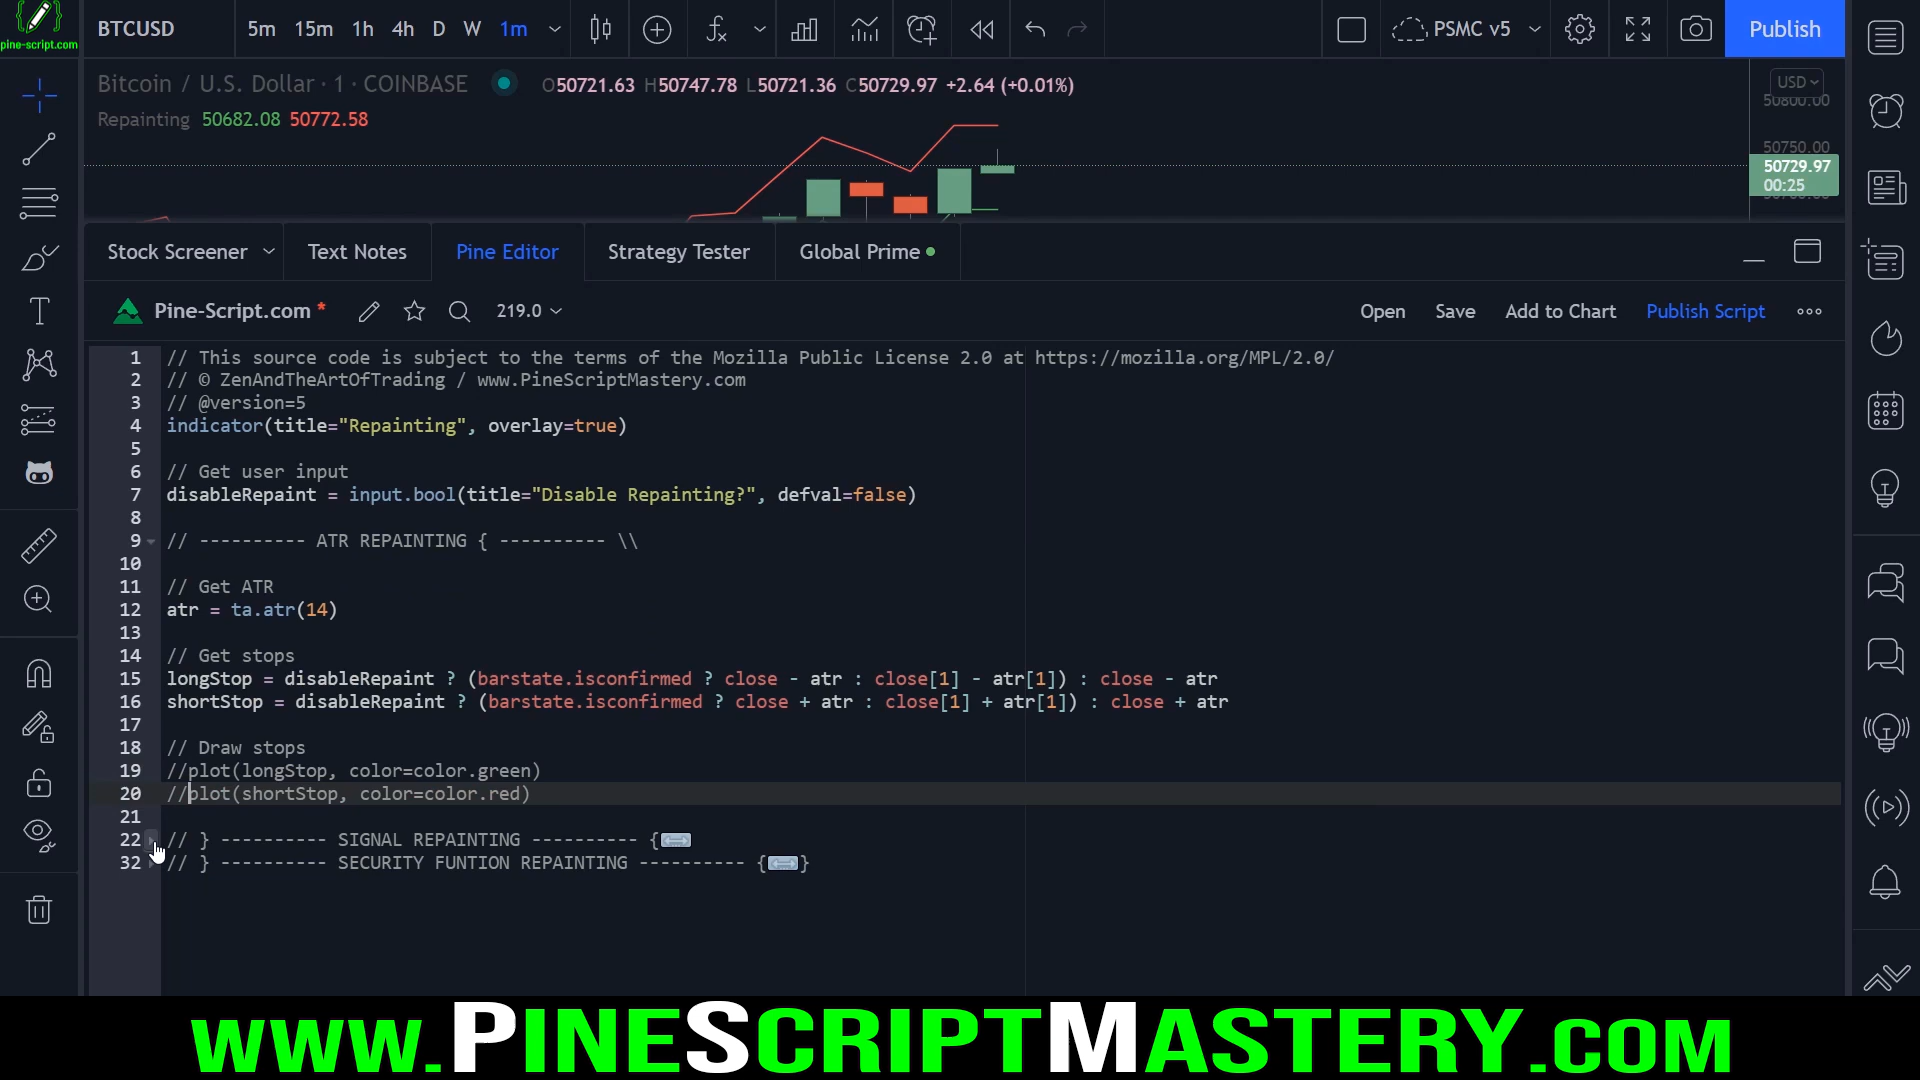 pine-script.com
BTCUSD 5m 15m 1h 4h D W 1m PSMC v5 Publish
Bitcoin / U.S. Dollar · 1 · COINBASE O50721.63 H50747.78 L50721.36 C50729.97 +2.64 (+0.01%) USD
50800.00
Repainting 50682.08 50772.58
50750.00
50729.97
00:25
Stock Screener Text Notes Pine Editor Strategy Tester Global Prime
Pine-Script.com * 219.0 Open Save Add to Chart Publish Script
1 // This source code is subject to the terms of the Mozilla Public License 2.0 at https://mozilla.org/MPL/2.0/
2 // © ZenAndTheArtOfTrading / www.PineScriptMastery.com
3 // @version=5
4 indicator(title="Repainting", overlay=true)
5
6 // Get user input
7 disableRepaint = input.bool(title="Disable Repainting?", defval=false)
8
9 // ---------- ATR REPAINTING { ---------- \\
10
11 // Get ATR
12 atr = ta.atr(14)
13
14 // Get stops
15 longStop = disableRepaint ? (barstate.isconfirmed ? close - atr : close[1] - atr[1]) : close - atr
16 shortStop = disableRepaint ? (barstate.isconfirmed ? close + atr : close[1] + atr[1]) : close + atr
17
18 // Draw stops
19 //plot(longStop, color=color.green)
20 //plot(shortStop, color=color.red)
21
22 // } ---------- SIGNAL REPAINTING ---------- {
32 // } ---------- SECURITY FUNTION REPAINTING ---------- {}
www.PineScriptMastery.com